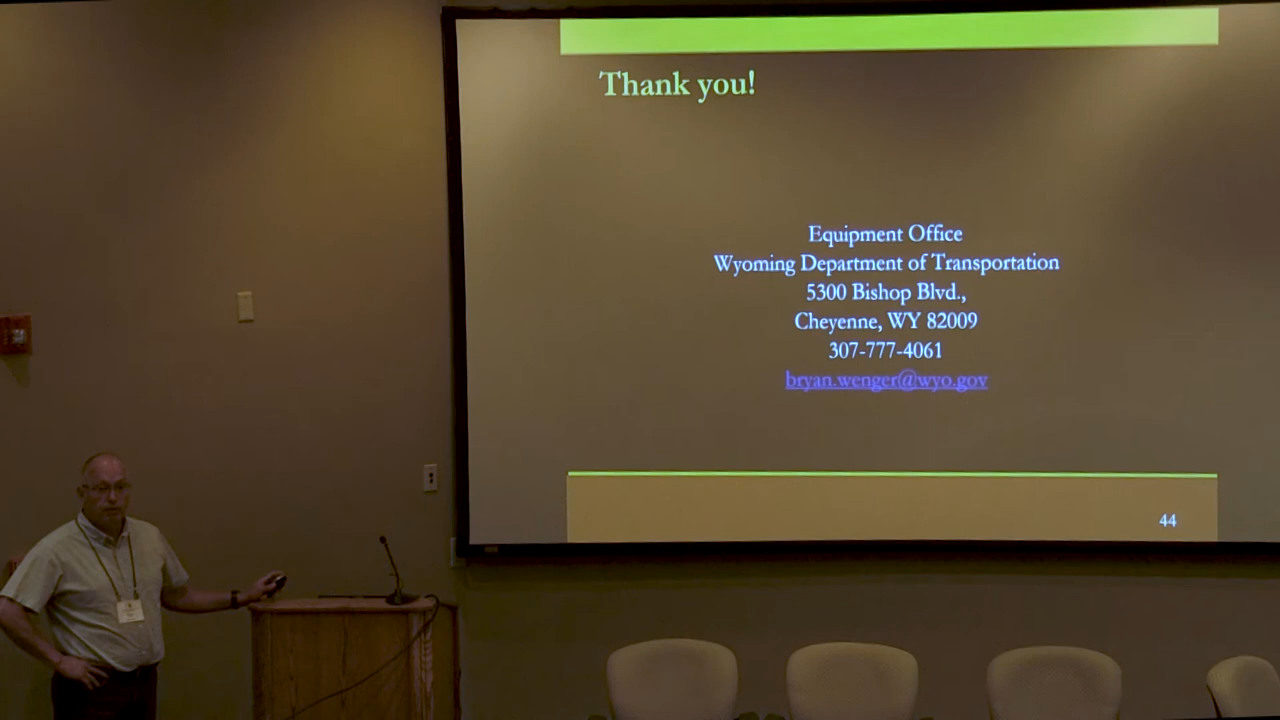 Thank you!
Equipment Office
Wyoming Department of Transportation
5300 Bishop Blvd.,
Cheyenne, WY 82009
307-777-4061
bryan.wenger@wyo.gov
44